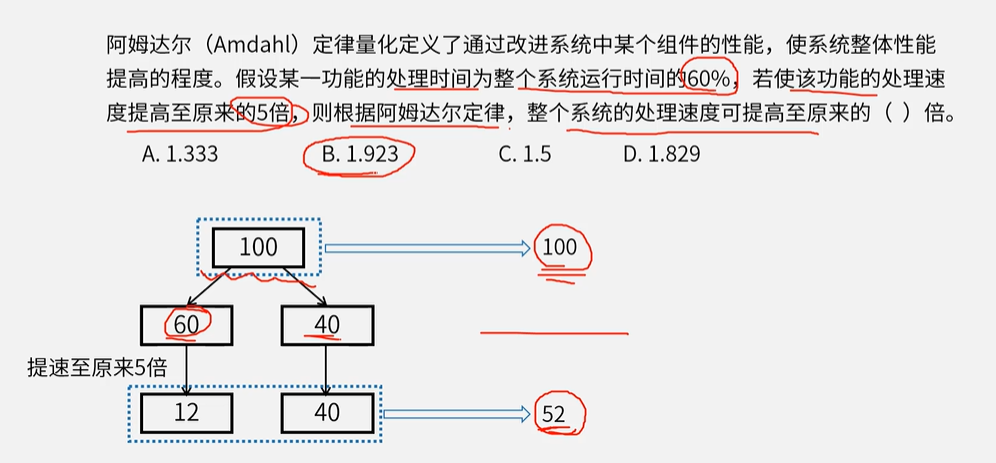 阿姆达尔（Amdahl）定律量化定义了通过改进系统中某个组件的性能，使系统整体性能
提高的程度。假设某一功能的处理时间为整个系统运行时间的60%，若使该功能的处理速
度提高至原来的5倍，则根据阿姆达尔定律，整个系统的处理速度可提高至原来的（ ）倍。
A. 1.333 B. 1.923 C. 1.5 D. 1.829
100 100
60 40
提速至原来5倍
12 40 52